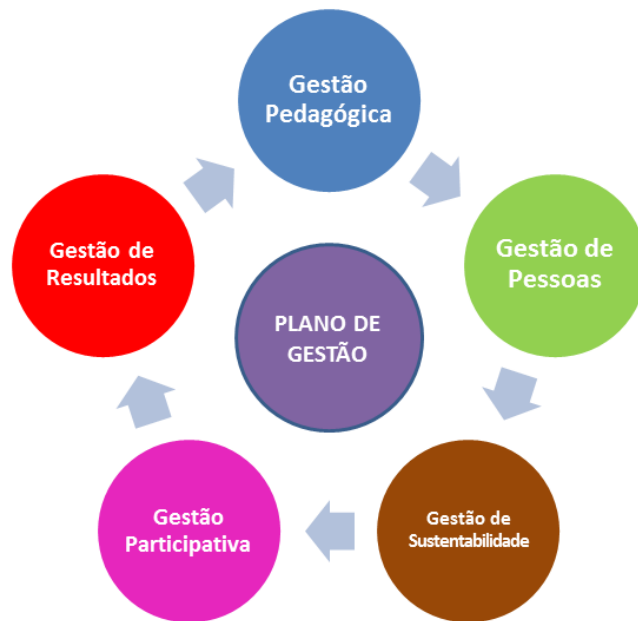 Gestão
Pedagógica
Gestão de
Pessoas
Gestão de
Sustentabilidade
Gestão
Participativa
Gestão de
Resultados
PLANO DE
GESTÃO